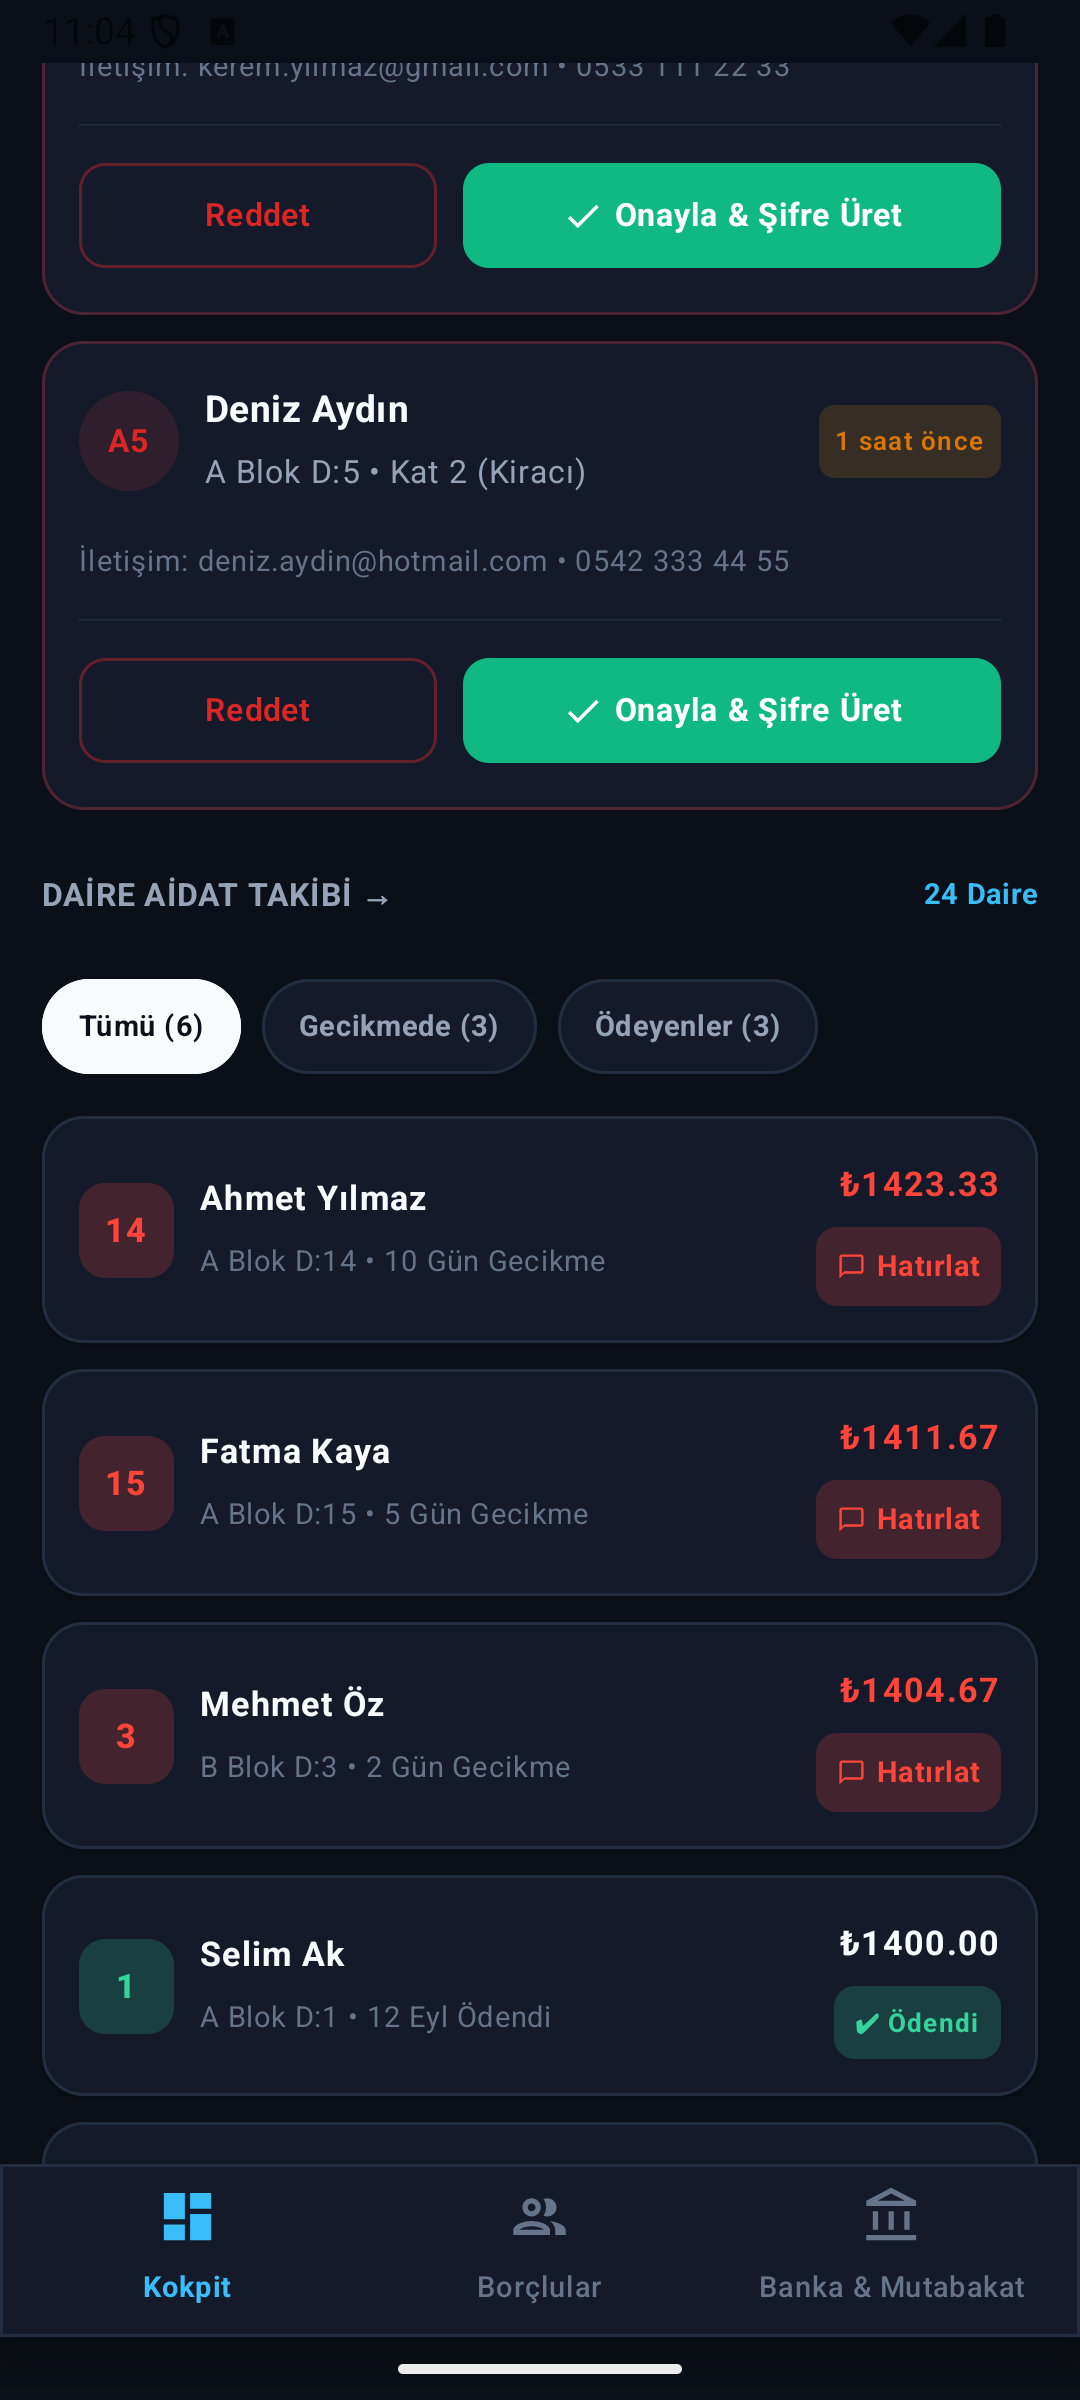 11:04
İletişim: kerem.yilmaz@gmail.com • 0533 111 22 33
Reddet
Onayla & Şifre Üret
A5
Deniz Aydın
A Blok D:5 • Kat 2 (Kiracı)
1 saat önce
İletişim: deniz.aydin@hotmail.com • 0542 333 44 55
Reddet
Onayla & Şifre Üret
DAİRE AİDAT TAKİBİ →
24 Daire
Tümü (6)
Gecikmede (3)
Ödeyenler (3)
14
Ahmet Yılmaz
A Blok D:14 • 10 Gün Gecikme
₺1423.33
Hatırlat
15
Fatma Kaya
A Blok D:15 • 5 Gün Gecikme
₺1411.67
Hatırlat
3
Mehmet Öz
B Blok D:3 • 2 Gün Gecikme
₺1404.67
Hatırlat
1
Selim Ak
A Blok D:1 • 12 Eyl Ödendi
₺1400.00
✔ Ödendi
Kokpit
Borçlular
Banka & Mutabakat